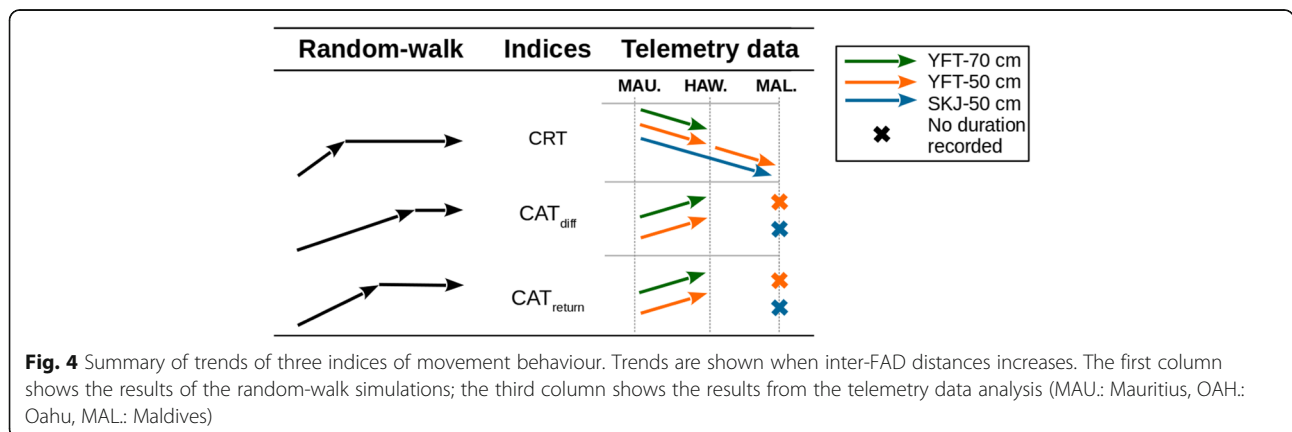 Random-walk Indices Telemetry data
MAU. HAW. MAL.
CRT
CATdiff
CATreturn
YFT-70 cm
YFT-50 cm
SKJ-50 cm
No duration
recorded
Fig. 4 Summary of trends of three indices of movement behaviour. Trends are shown when inter-FAD distances increases. The first column
shows the results of the random-walk simulations; the third column shows the results from the telemetry data analysis (MAU.: Mauritius, OAH.:
Oahu, MAL.: Maldives)